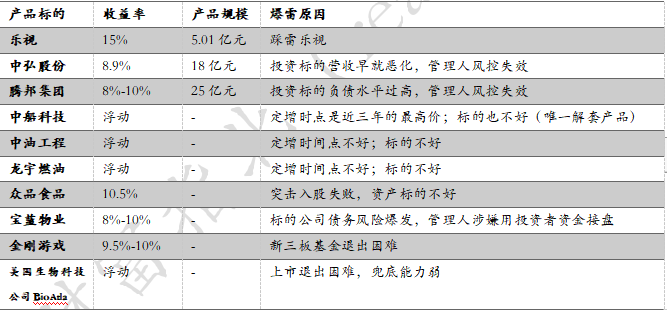 产品标的 收益率 产品规模 爆雷原因
乐视 15% 5.01 亿元 踩雷乐视
中弘股份 8.9% 18 亿元 投资标的营收早就恶化，管理人风控失效
腾邦集团 8%-10% 25 亿元 投资标的负债水平过高，管理人风控失效
中船科技 浮动 - 定增时点是近三年的最高价；标的也不好（唯一解套产品）
中油工程 浮动 - 定增时间点不好；标的不好
龙宇燃油 浮动 - 定增时间点不好；标的不好
众品食品 10.5% - 突击入股失败，资产标的不好
宝蓝物业 8%-10% - 标的公司债务风险爆发，管理人涉嫌用投资者资金接盘
金刚游戏 9.5%-10% - 新三板基金退出困难
美国生物科技 浮动 - 上市退出困难，兜底能力弱
公司 BioAtla